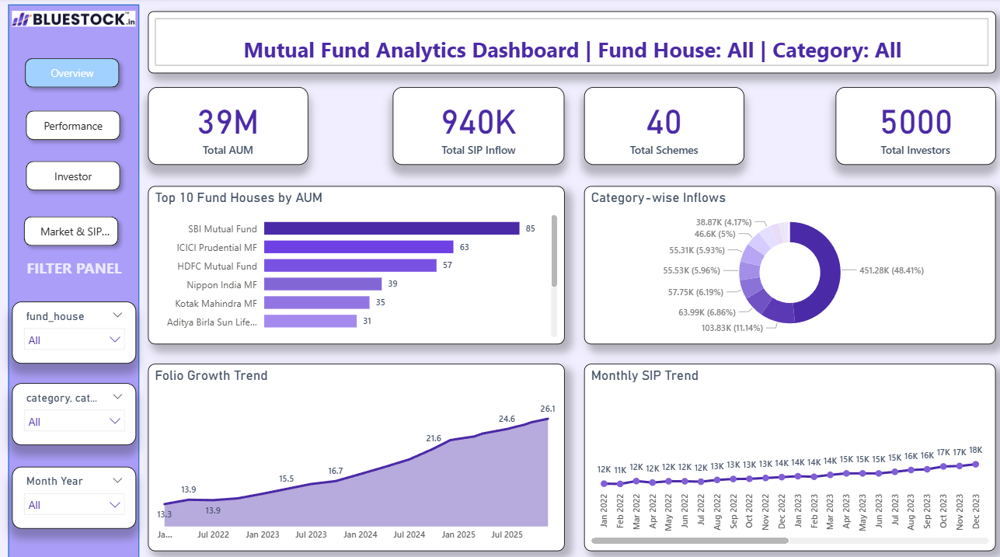 BLUESTOCK™.in
Overview
Performance
Investor
Market & SIP...
FILTER PANEL
fund_house
All
category, cat...
All
Month Year
All
Mutual Fund Analytics Dashboard | Fund House: All | Category: All
39M
Total AUM
940K
Total SIP Inflow
40
Total Schemes
5000
Total Investors
Top 10 Fund Houses by AUM
SBI Mutual Fund 85
ICICI Prudential MF 63
HDFC Mutual Fund 57
Nippon India MF 39
Kotak Mahindra MF 35
Aditya Birla Sun Life... 31
Category-wise Inflows
38.87K (4.17%)
46.6K (5%)
55.31K (5.93%)
55.53K (5.96%)
57.75K (6.19%)
63.99K (6.86%)
103.83K (11.14%)
451.28K (48.41%)
Folio Growth Trend
13.3
13.9
13.9
15.5
16.7
21.6
24.6
26.1
Ja... Jul 2022 Jan 2023 Jul 2023 Jan 2024 Jul 2024 Jan 2025 Jul 2025
Monthly SIP Trend
12K 11K 12K 12K 12K 12K 12K 13K 13K 13K 13K 14K 14K 14K 14K 15K 15K 15K 15K 16K 16K 17K 17K 18K
Jan 2022 Feb 2022 Mar 2022 Apr 2022 May 2022 Jun 2022 Jul 2022 Aug 2022 Sep 2022 Oct 2022 Nov 2022 Dec 2022 Jan 2023 Feb 2023 Mar 2023 Apr 2023 May 2023 Jun 2023 Jul 2023 Aug 2023 Sep 2023 Oct 2023 Nov 2023 Dec 2023